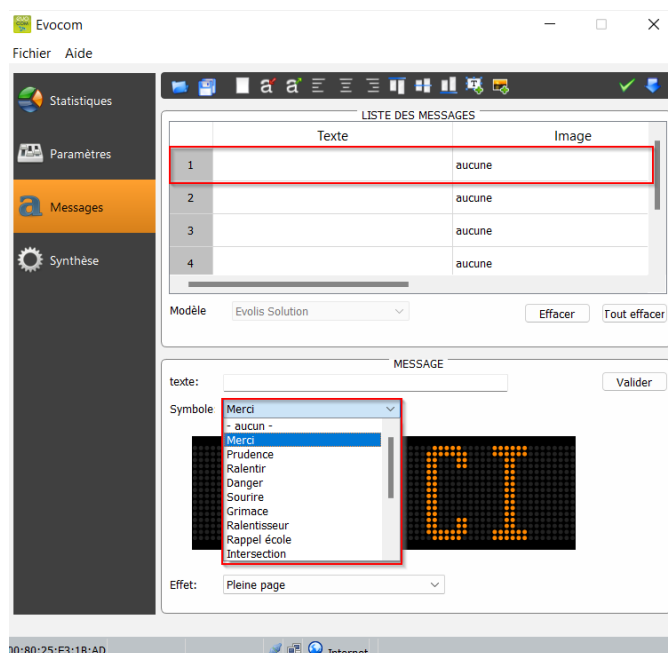 Evocom
Fichier Aide
Statistiques
Paramètres
Messages
Synthèse
LISTE DES MESSAGES
Texte Image
1 aucune
2 aucune
3 aucune
4 aucune
Modèle Evolis Solution Effacer Tout effacer
MESSAGE
texte: Valider
Symbole Merci
- aucun -
Merci
Prudence
Ralentir
Danger
Sourire
Grimace
Ralentisseur
Rappel école
Intersection
CI
Effet: Pleine page
00:80:25:E3:1B:AD Internet